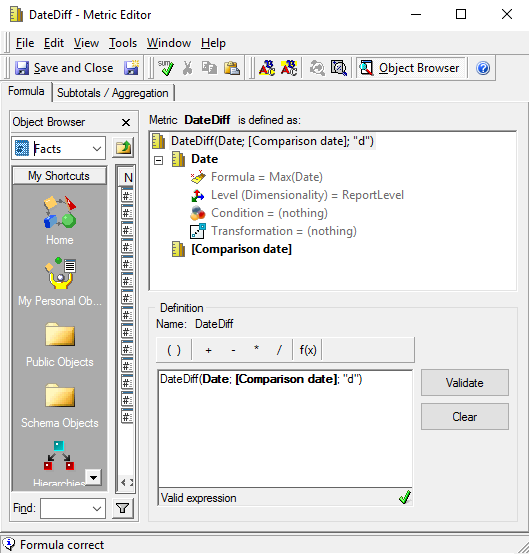 DateDiff - Metric Editor
File Edit View Tools Window Help
Save and Close
Object Browser
Formula
Subtotals / Aggregation
Object Browser
Facts
My Shortcuts
N
Home
My Personal Ob...
Public Objects
Schema Objects
Hierarchies
Find:
Metric DateDiff is defined as:
DateDiff(Date; [Comparison date]; "d")
Date
Formula = Max(Date)
Level (Dimensionality) = ReportLevel
Condition = (nothing)
Transformation = (nothing)
[Comparison date]
Definition
Name: DateDiff
( ) + - * / f(x)
DateDiff(Date; [Comparison date]; "d")
Validate
Clear
Valid expression
Formula correct